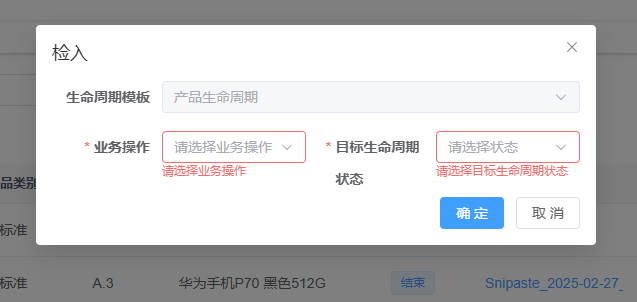 检入
生命周期模板 产品生命周期
* 业务操作 请选择业务操作 * 目标生命周期状态 请选择状态
请选择业务操作 请选择目标生命周期状态
确定 取消
品类别
标准
标准 A.3 华为手机P70 黑色512G 结束 Snipaste_2025-02-27_